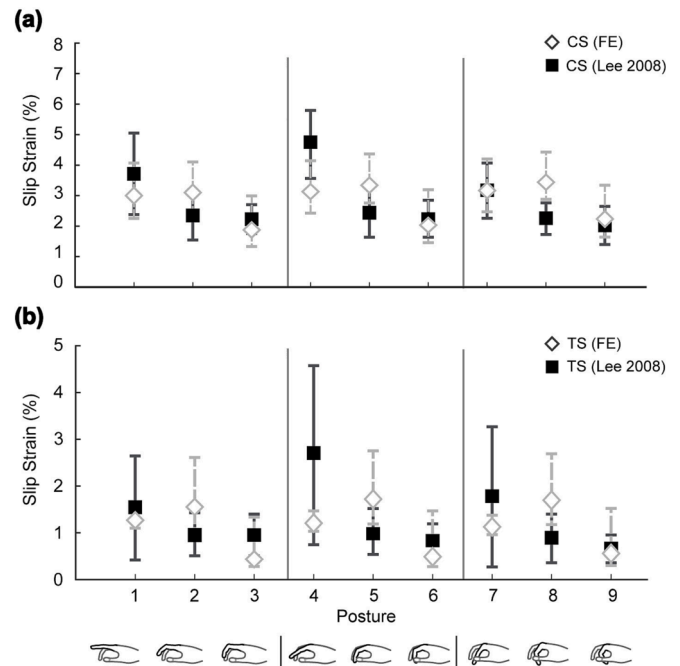 (a)
8
7
6
5
4
3
2
1
0
Slip Strain (%)
CS (FE)
CS (Lee 2008)
(b)
5
4
3
2
1
0
Slip Strain (%)
TS (FE)
TS (Lee 2008)
1 2 3 4 5 6 7 8 9
Posture